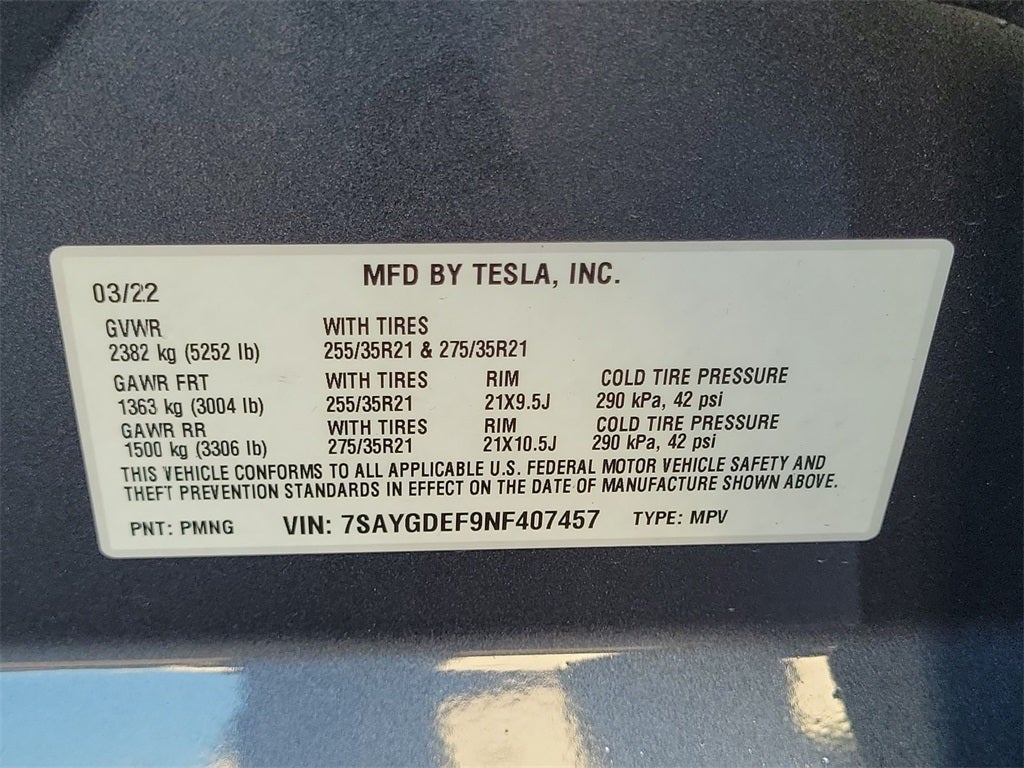 MFD BY TESLA, INC.
03/22
GVWR WITH TIRES
2382 kg (5252 lb) 255/35R21 & 275/35R21
GAWR FRT WITH TIRES RIM COLD TIRE PRESSURE
1363 kg (3004 lb) 255/35R21 21X9.5J 290 kPa, 42 psi
GAWR RR WITH TIRES RIM COLD TIRE PRESSURE
1500 kg (3306 lb) 275/35R21 21X10.5J 290 kPa, 42 psi
THIS VEHICLE CONFORMS TO ALL APPLICABLE U.S. FEDERAL MOTOR VEHICLE SAFETY AND
THEFT PREVENTION STANDARDS IN EFFECT ON THE DATE OF MANUFACTURE SHOWN ABOVE.
PNT: PMNG VIN: 7SAYGDEF9NF407457 TYPE: MPV